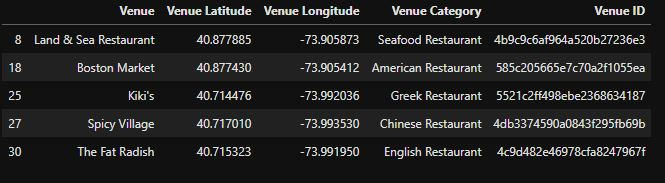 Venue Venue Latitude Venue Longitude Venue Category Venue ID
8 Land & Sea Restaurant 40.877885 -73.905873 Seafood Restaurant 4b9c9c6af964a520b27236e3
18 Boston Market 40.877430 -73.905412 American Restaurant 585c205665e7c70a2f1055ea
25 Kiki's 40.714476 -73.992036 Greek Restaurant 5521c2ff498ebe2368634187
27 Spicy Village 40.717010 -73.993530 Chinese Restaurant 4db3374590a0843f295fb69b
30 The Fat Radish 40.715323 -73.991950 English Restaurant 4c9d482e46978cfa8247967f